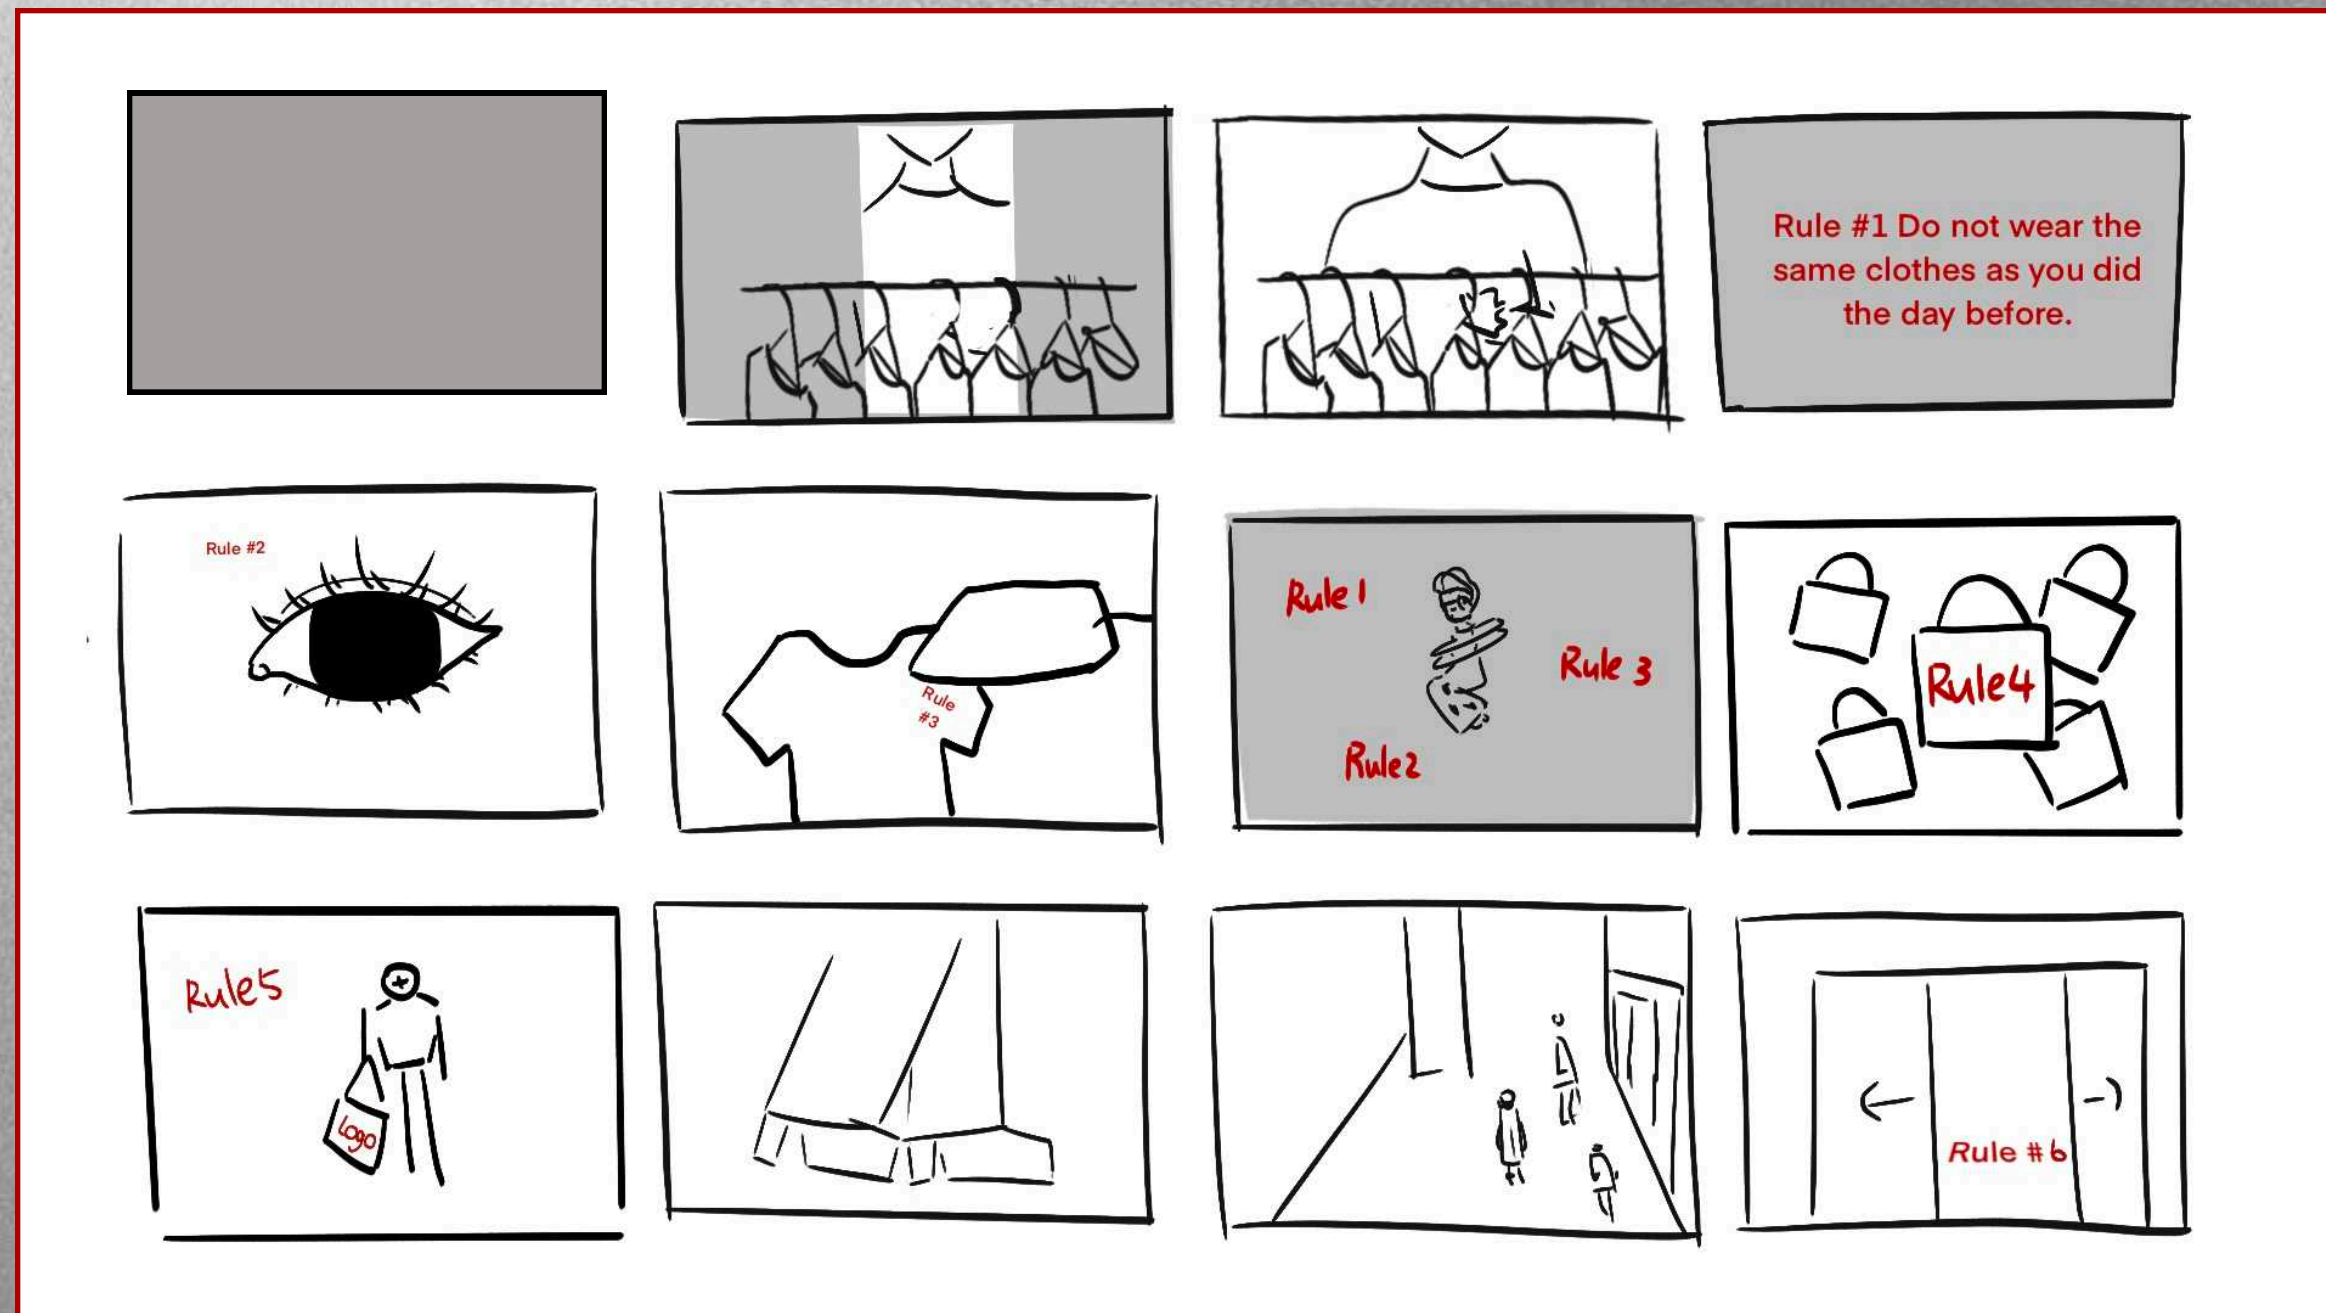 Rule #1 Do not wear the
same clothes as you did
the day before.
Rule #2
Rule
#3
Rule 1
Rule 3
Rule2
Rule4
Rule5
Logo
Rule #6